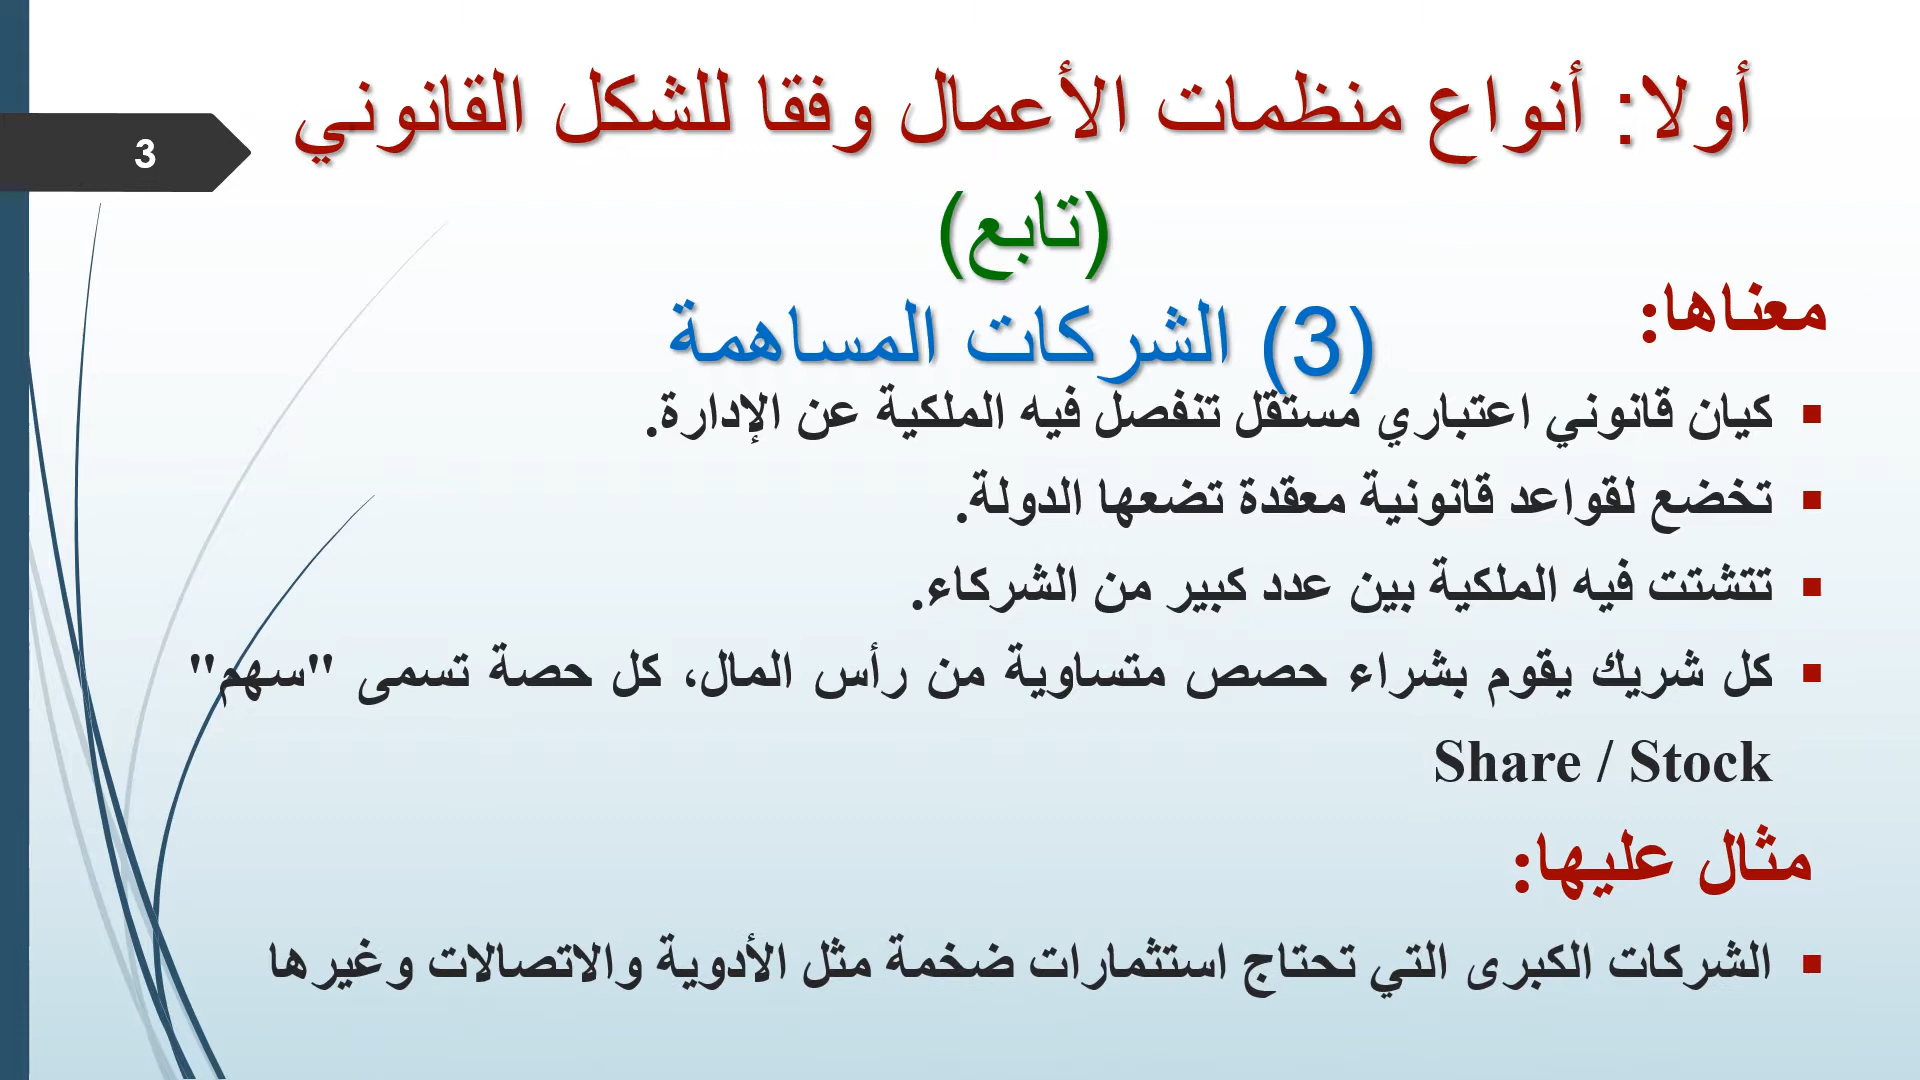 3
أولا: أنواع منظمات الأعمال وفقا للشكل القانوني
(تابع)
(3) الشركات المساهمة
معناها:
▪ كيان قانوني اعتباري مستقل تنفصل فيه الملكية عن الإدارة.
▪ تخضع لقواعد قانونية معقدة تضعها الدولة.
▪ تتشتت فيه الملكية بين عدد كبير من الشركاء.
▪ كل شريك يقوم بشراء حصص متساوية من رأس المال، كل حصة تسمى "سهم"
Share / Stock
مثال عليها:
▪ الشركات الكبرى التي تحتاج استثمارات ضخمة مثل الأدوية والاتصالات وغيرها